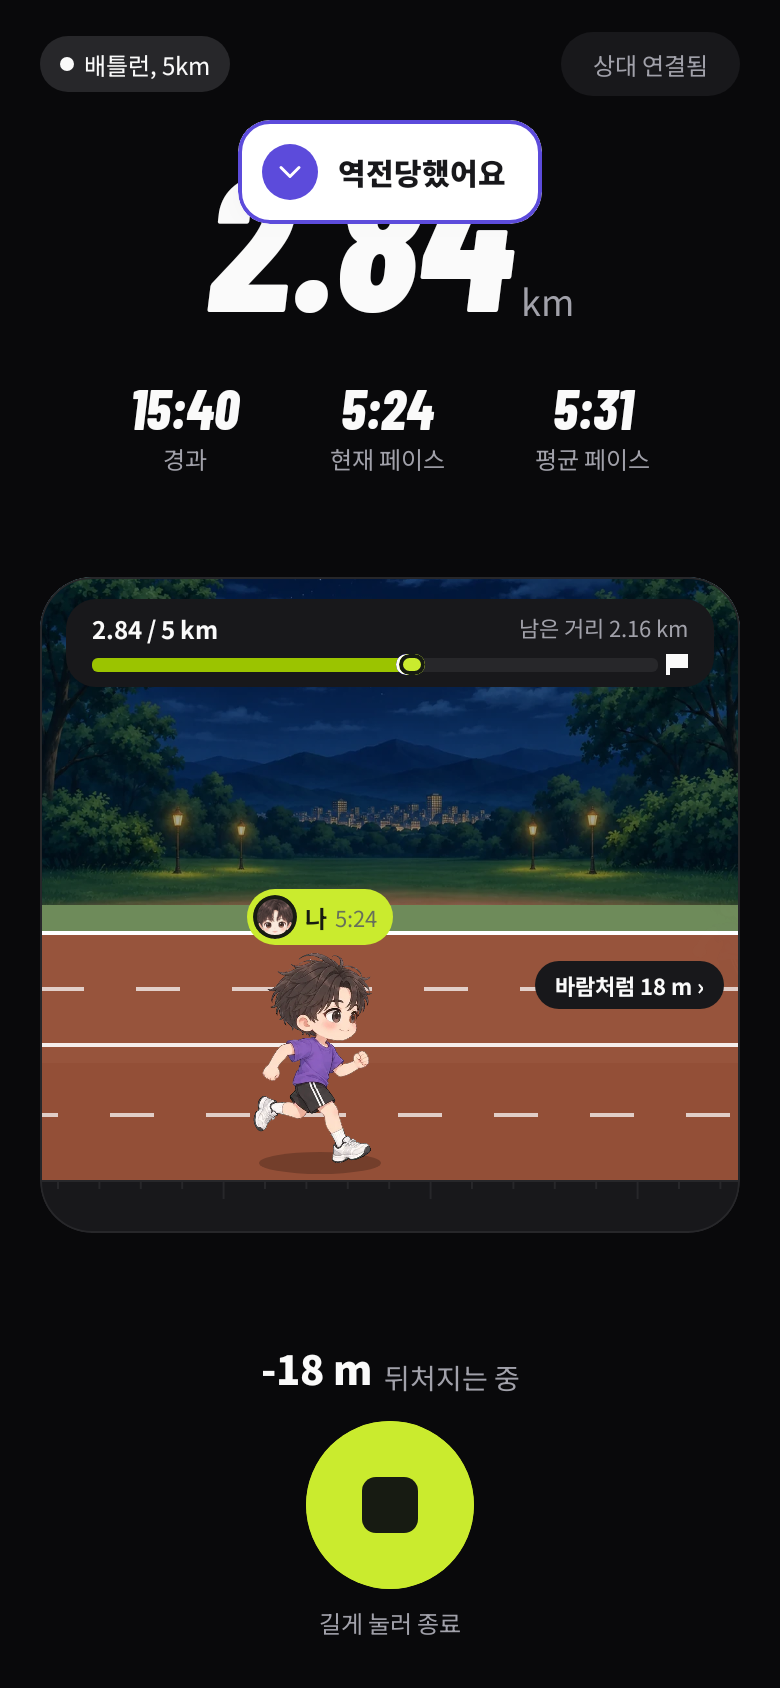 배틀런, 5km
상대 연결됨
역전당했어요
2.84 km
15:40 5:24 5:31
경과 현재 페이스 평균 페이스
2.84 / 5 km 남은 거리 2.16 km
나 5:24
바람처럼 18 m ›
-18 m 뒤처지는 중
길게 눌러 종료